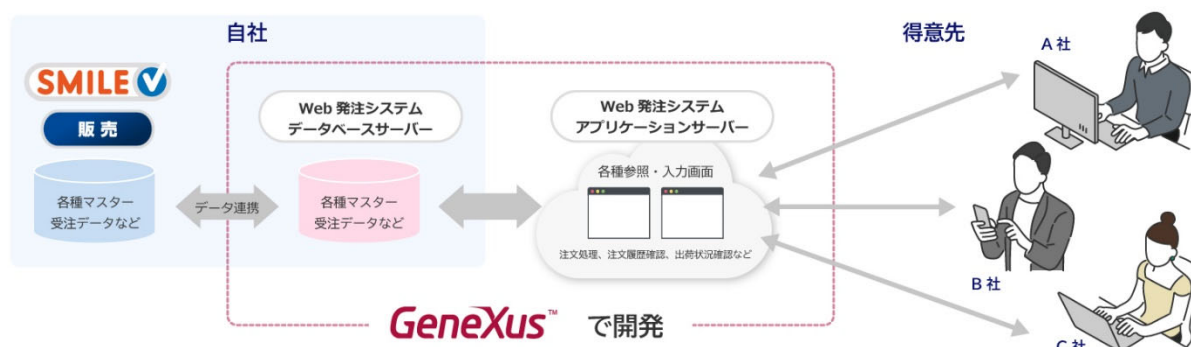 自社
得意先
SMILE V
販売
各種マスター
受注データなど
データ連携
Web 発注システム
データベースサーバー
各種マスター
受注データなど
Web 発注システム
アプリケーションサーバー
各種参照・入力画面
注文処理、注文履歴確認、出荷状況確認など
A 社
B 社
C 社
GeneXus™ で開発